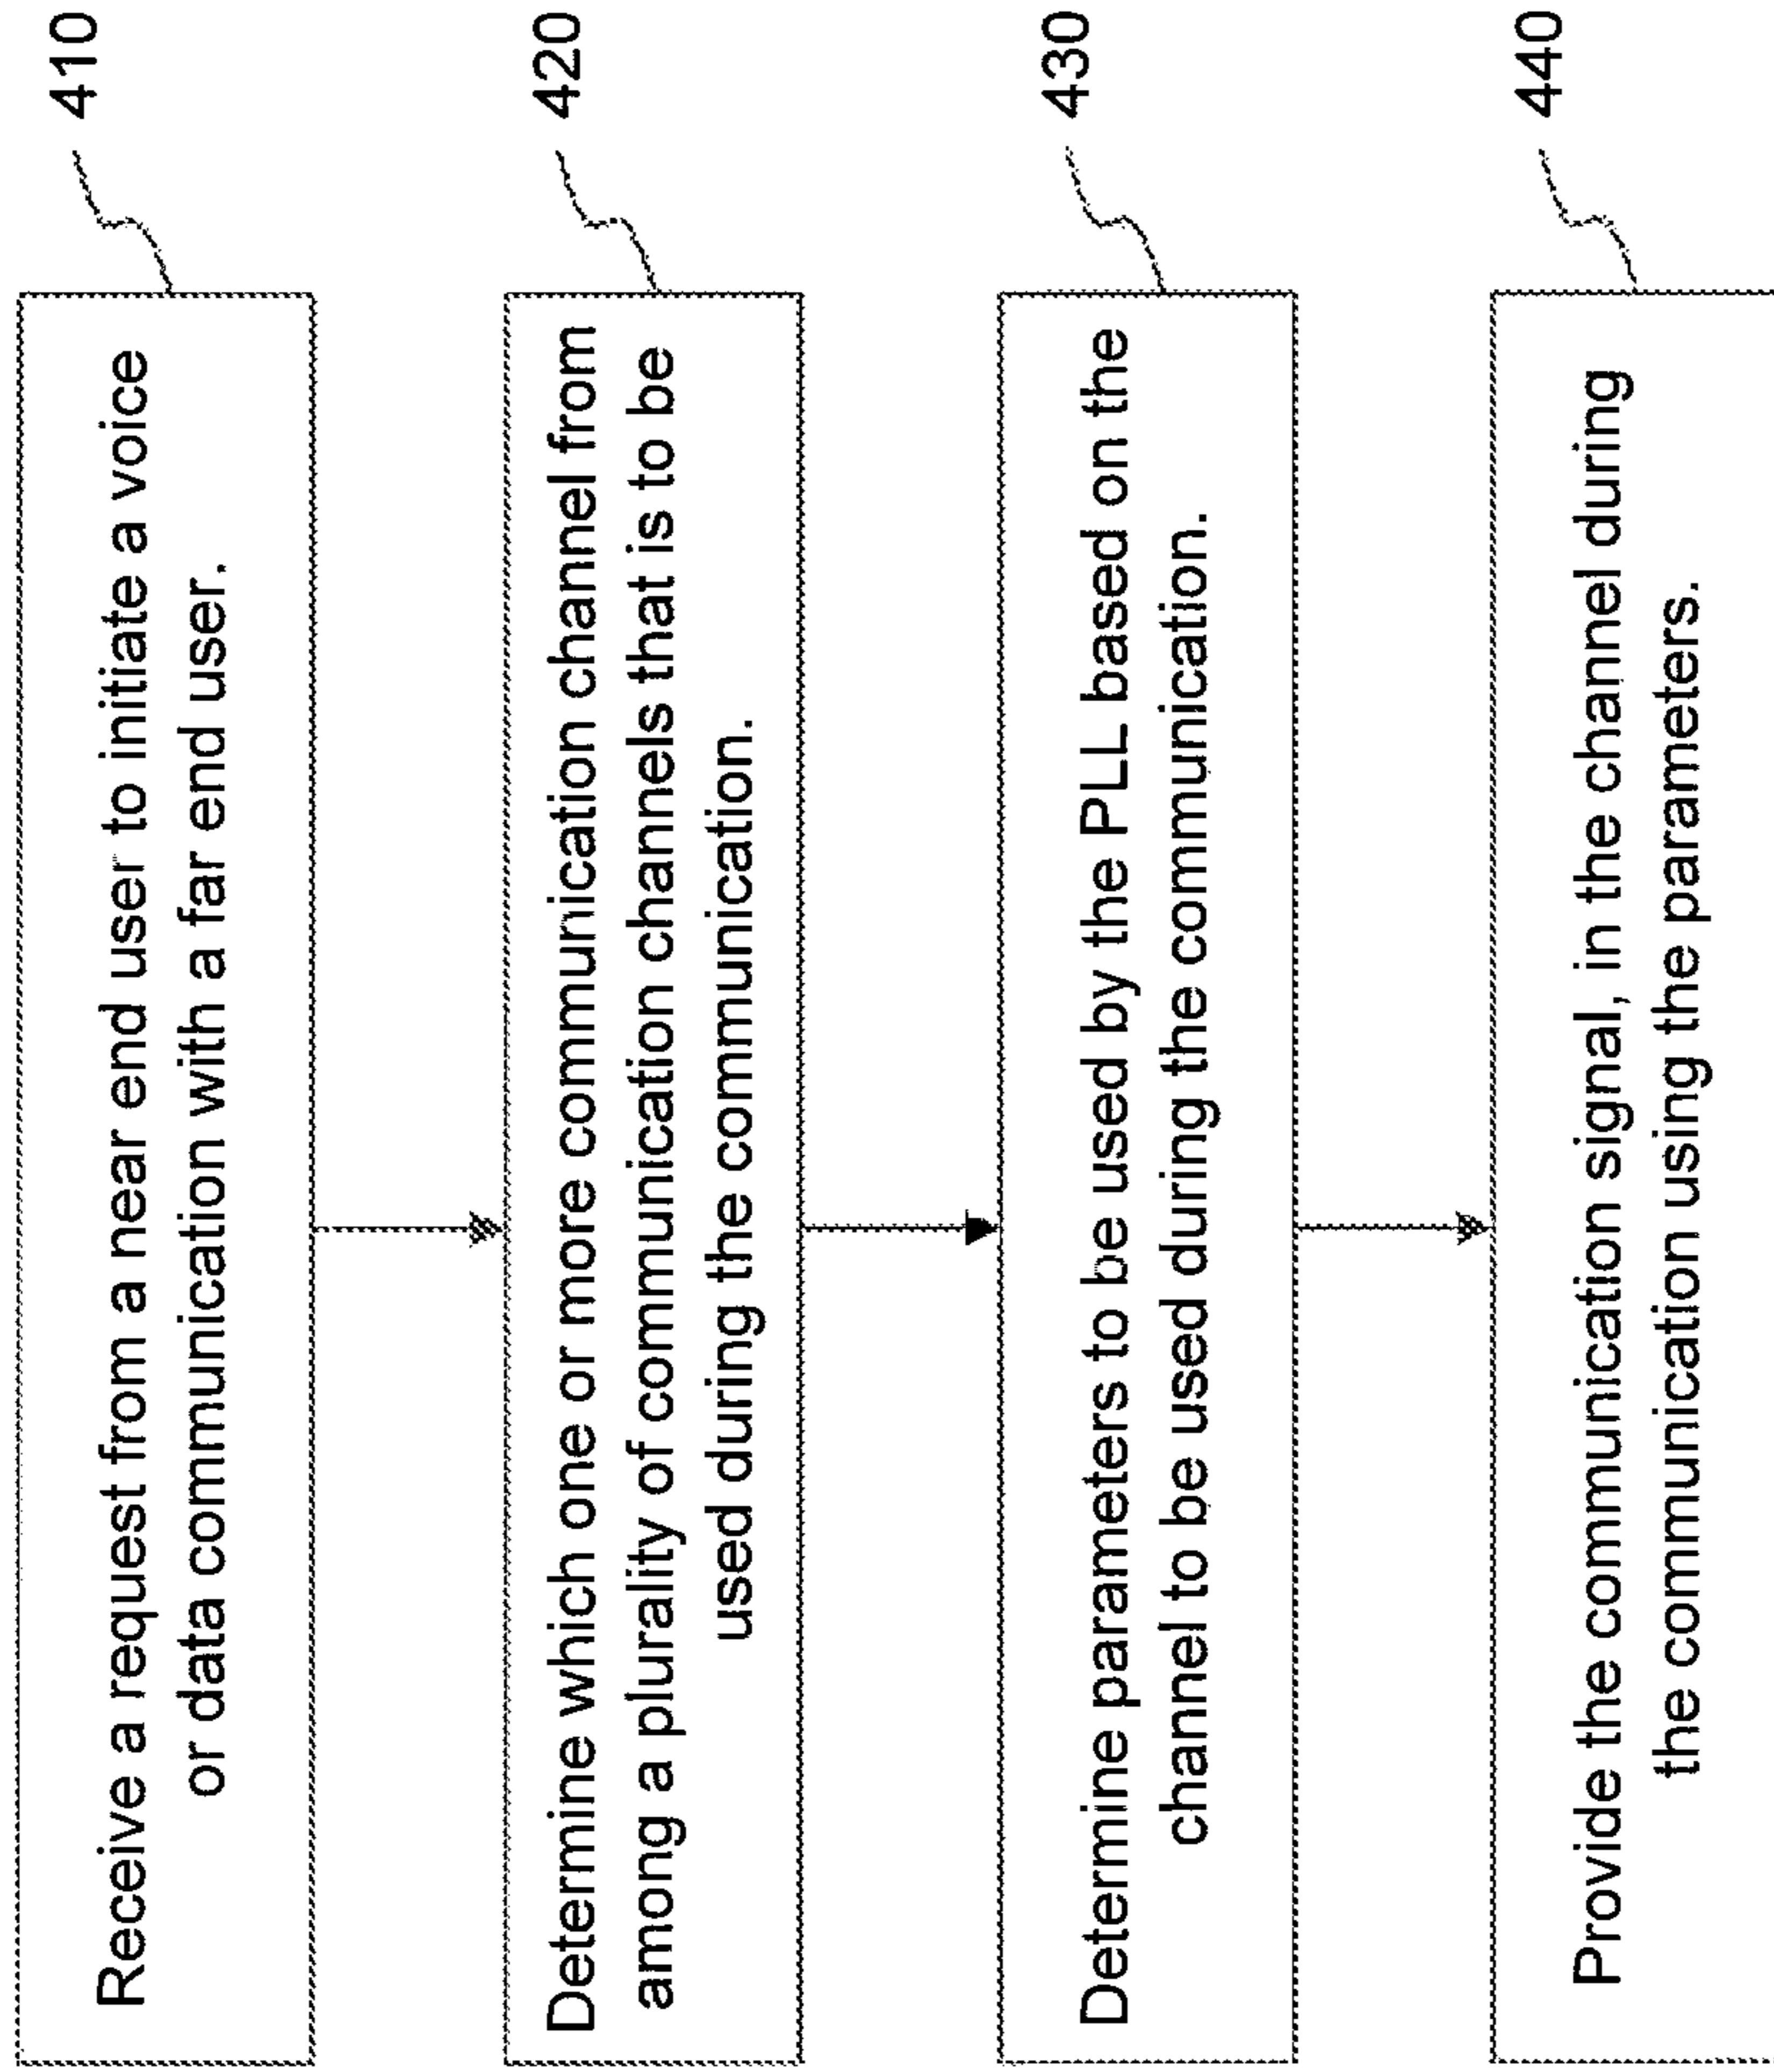 Receive a request from a near end user to initiate a voice
or data communication with a far end user.
410
Determine which one or more communication channel from
among a plurality of communication channels that is to be
used during the communication.
420
Determine parameters to be used by the PLL based on the
channel to be used during the communication.
430
Provide the communication signal, in the channel during
the communication using the parameters.
440